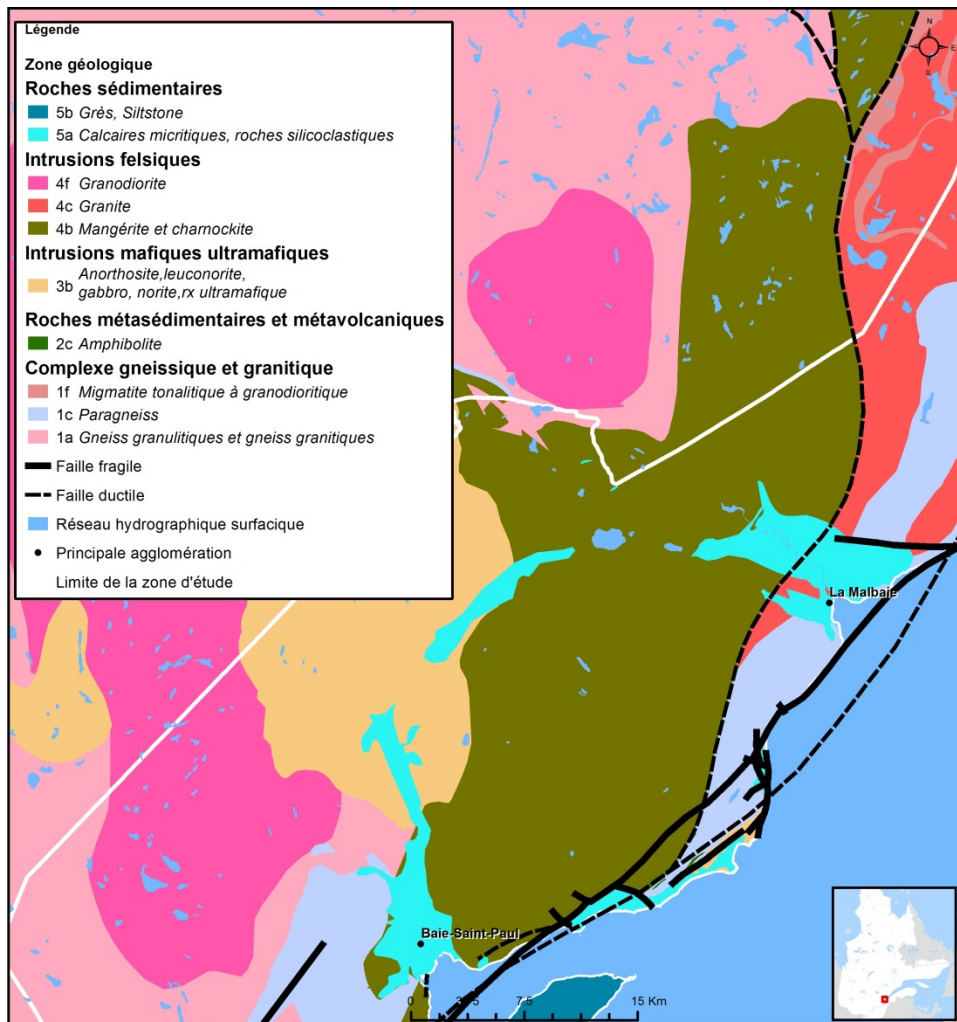 Légende
Zone géologique
Roches sédimentaires
5b Grès, Siltstone
5a Calcaires micritiques, roches silicoclastiques
Intrusions felsiques
4f Granodiorite
4c Granite
4b Mangérite et charnockite
Intrusions mafiques ultramafiques
3b Anorthosite,leuconorite,
gabbro, norite,rx ultramafique
Roches métasédimentaires et métavolcaniques
2c Amphibolite
Complexe gneissique et granitique
1f Migmatite tonalitique à granodioritique
1c Paragneiss
1a Gneiss granulitiques et gneiss granitiques
Faille fragile
Faille ductile
Réseau hydrographique surfacique
Principale agglomération
Limite de la zone d'étude
N
E
S
La Malbaie
Baie-Saint-Paul
0 3.75 7.5 15 Km